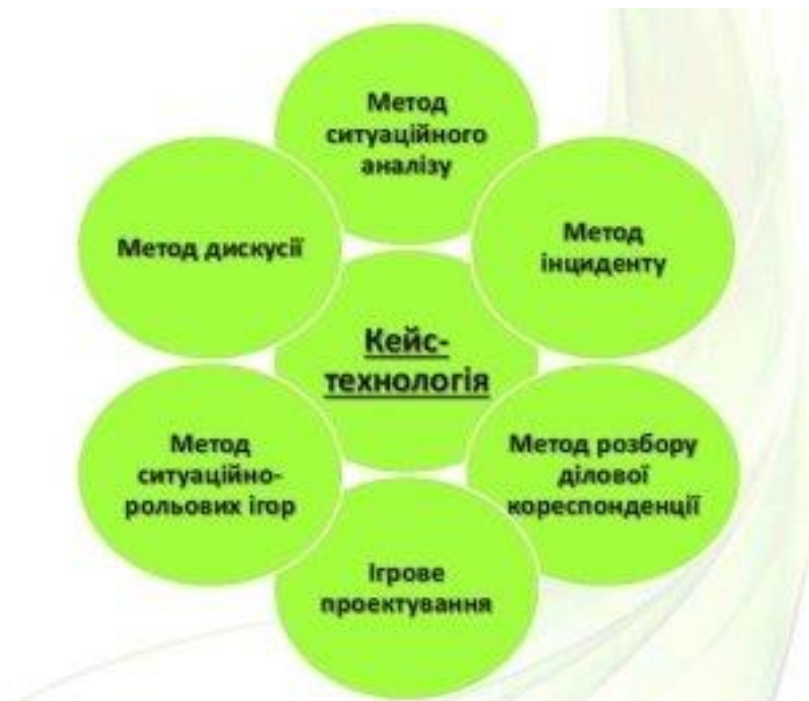 Метод
ситуаційного
аналізу
Метод дискусії
Метод
інциденту
Кейс-
технологія
Метод
ситуаційно-
рольових ігор
Метод розбору
ділової
кореспонденції
Ігрове
проектування